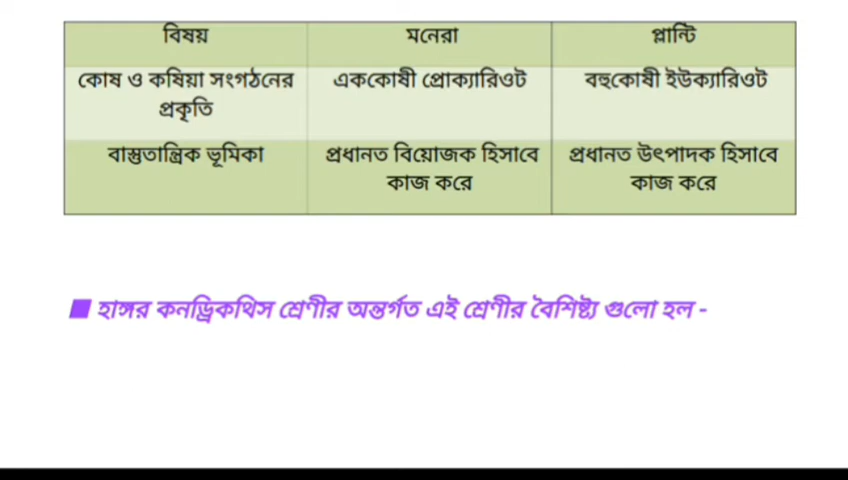 বিষয় মনেরা প্লান্টি
কোষ ও কষিয়া সংগঠনের প্রকৃতি এককোষী প্রোক্যারিওট বহুকোষী ইউক্যারিওট
বাস্তুতান্ত্রিক ভূমিকা প্রধানত বিয়োজক হিসাবে কাজ করে প্রধানত উৎপাদক হিসাবে কাজ করে
■ হাঙ্গর কনড্রিকথিস শ্রেণীর অন্তর্গত এই শ্রেণীর বৈশিষ্ট্য গুলো হল -